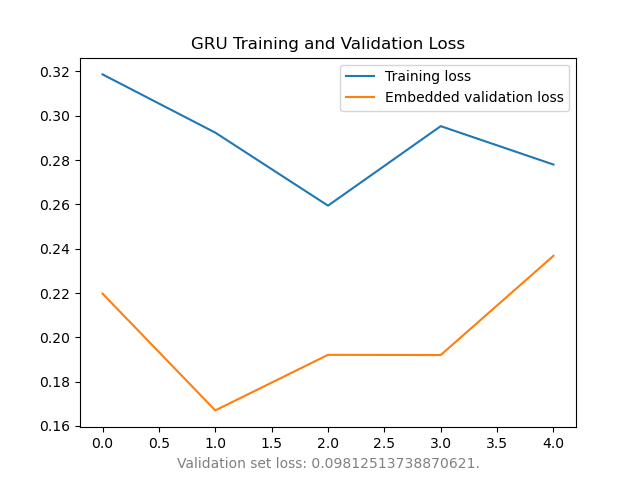 GRU Training and Validation Loss
Training loss
Embedded validation loss
0.32
0.30
0.28
0.26
0.24
0.22
0.20
0.18
0.16
0.0 0.5 1.0 1.5 2.0 2.5 3.0 3.5 4.0
Validation set loss: 0.09812513738870621.